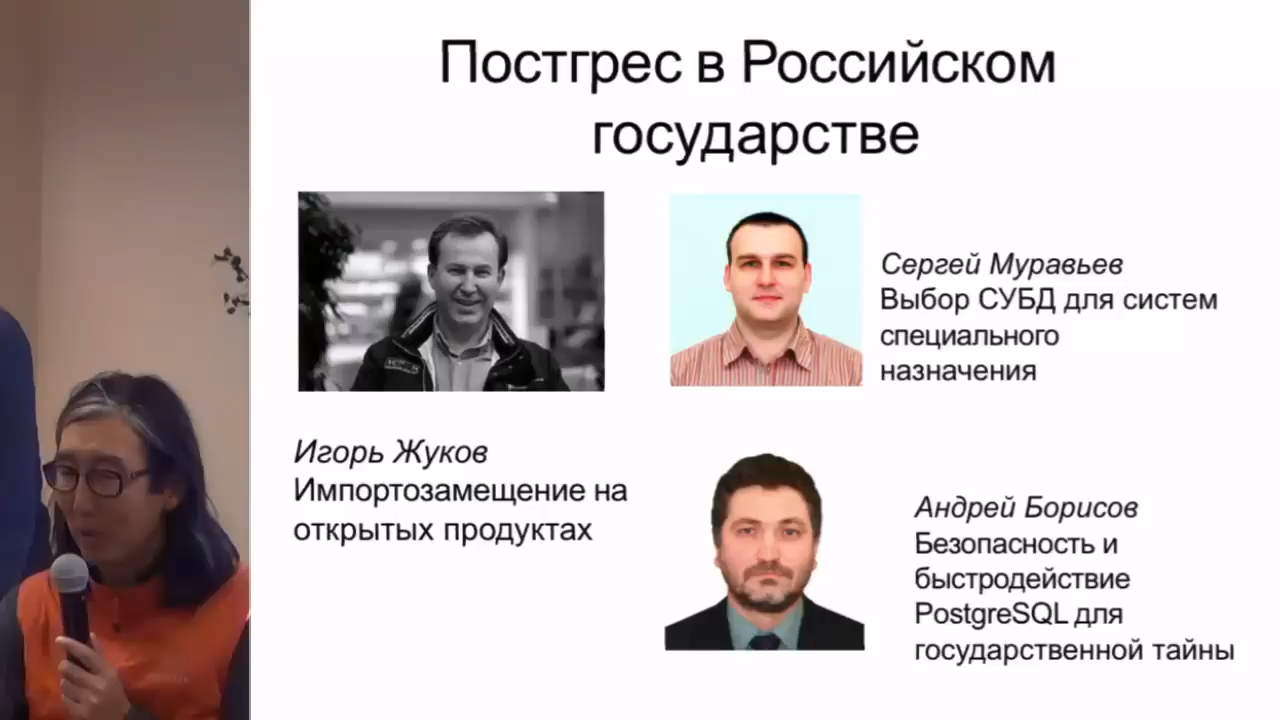 Постгрес в Российском
государстве
Сергей Муравьев
Выбор СУБД для систем
специального
назначения
Игорь Жуков
Импортозамещение на
открытых продуктах
Андрей Борисов
Безопасность и
быстродействие
PostgreSQL для
государственной тайны